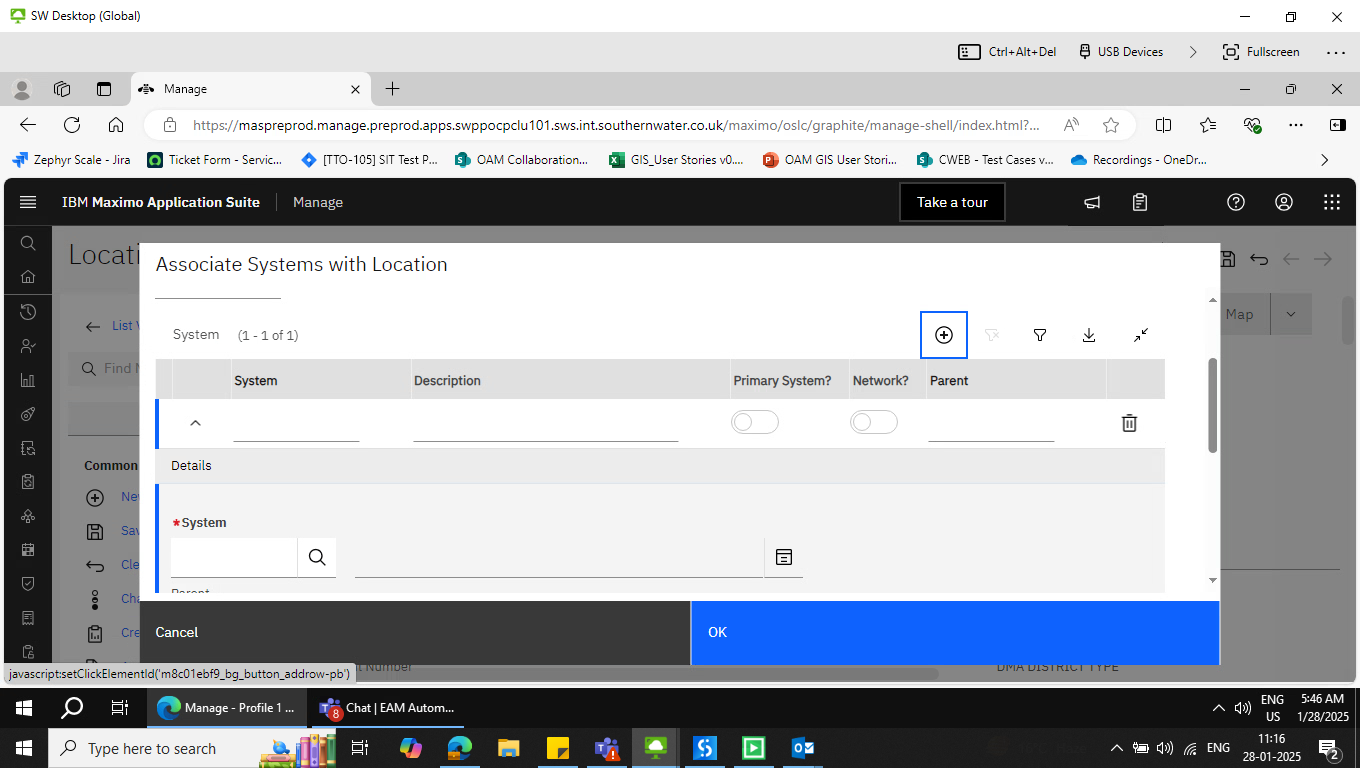 SW Desktop (Global)
Ctrl+Alt+Del
USB Devices
Fullscreen
Manage
https://maspreprod.manage.preprod.apps.swppocpclu101.sws.int.southernwater.co.uk/maximo/oslc/graphite/manage-shell/index.html?...
Zephyr Scale - Jira
Ticket Form - Servic...
[TTO-105] SIT Test P...
OAM Collaboration...
GIS_User Stories v0....
OAM GIS User Stori...
CWEB - Test Cases v...
Recordings - OneDr...
IBM Maximo Application Suite
Manage
Take a tour
Locati
Associate Systems with Location
Map
List V
System (1 - 1 of 1)
Find N
System Description Primary System? Network? Parent
Common
Details
New
*System
Sav
Cle
Parent
Cha
Cre
Cancel
OK
javascript:setClickElementId('m8c01ebf9_bg_button_addrow-pb')
t Number
DMA DISTRICT TYPE
Manage - Profile 1 ...
8
Chat | EAM Autom...
ENG
US
5:46 AM
1/28/2025
Type here to search
ENG
11:16
28-01-2025
2